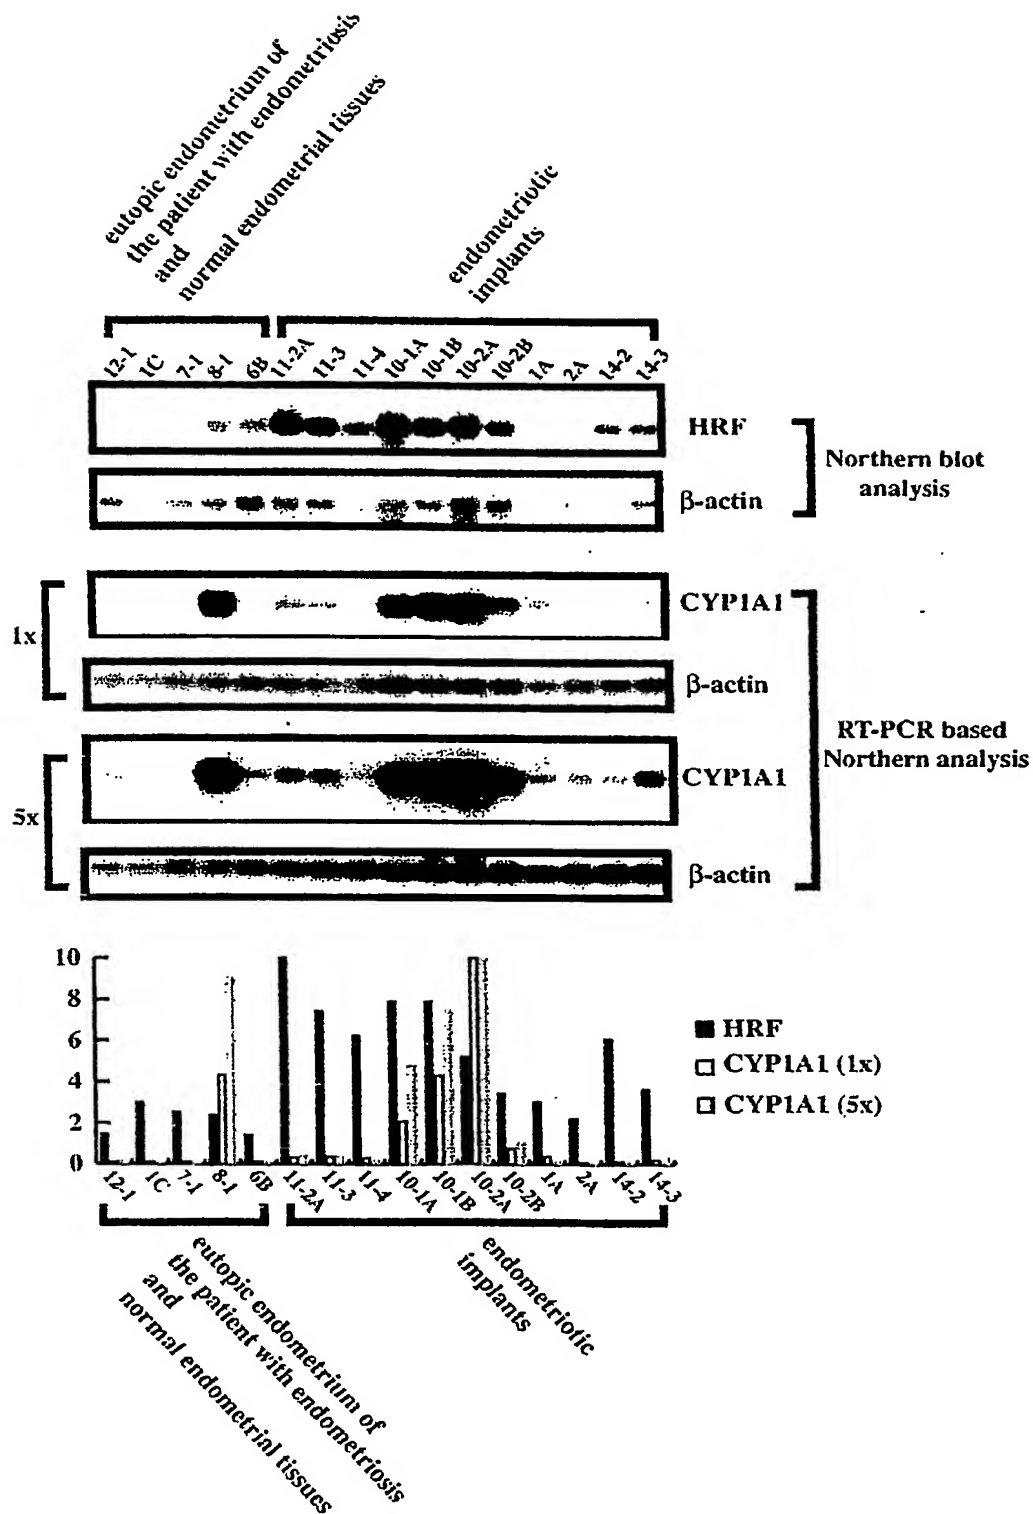 eutopic endometrium of
the patient with endometriosis
and
normal endometrial tissues
endometriotic
implants
12-1 1C 7-1 8-1 6B 11-2A 11-3 11-4 10-1A 10-1B 10-2A 10-2B 1A 2A 14-2 14-3
HRF
Northern blot
analysis
β-actin
1x
CYP1A1
β-actin
RT-PCR based
Northern analysis
5x
CYP1A1
β-actin
10
8
6
4
2
0
HRF
CYP1A1 (1x)
CYP1A1 (5x)
12-1 1C 7-1 8-1 6B 11-2A 11-3 11-4 10-1A 10-1B 10-2A 10-2B 1A 2A 14-2 14-3
eutopic endometrium of
the patient with endometriosis
and
normal endometrial tissues
endometriotic
implants